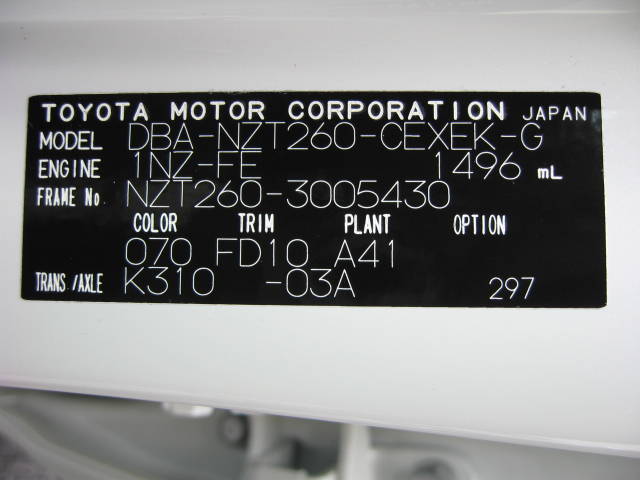 TOYOTA MOTOR CORPORATION JAPAN
MODEL DBA-NZT260-CEXEK-G
ENGINE 1NZ-FE 1496 mL
FRAME No NZT260-3005430
COLOR TRIM PLANT OPTION
070 FD10 A41
TRANS./AXLE K310 -03A 297